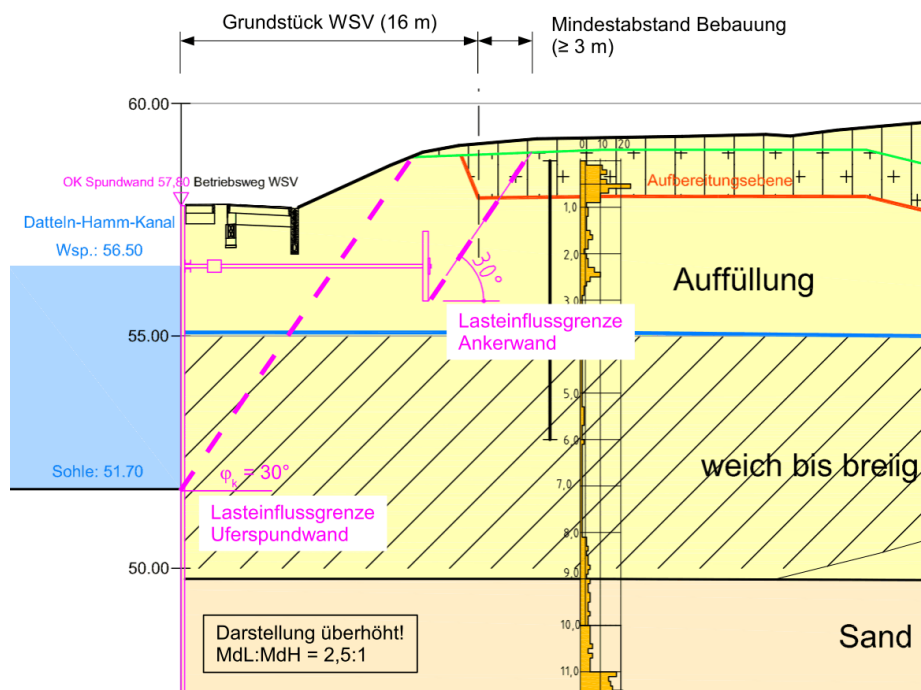 Grundstück WSV (16 m)
Mindestabstand Bebauung
(≥ 3 m)
60.00
0 10 20
OK Spundwand 57,80 Betriebsweg WSV
Aufbereitungsebene
1,0
Datteln-Hamm-Kanal
Wsp.: 56.50
2,0
30°
Auffüllung
3,0
Lasteinflussgrenze
Ankerwand
55.00
5,0
6,0
weich bis breiig
Sohle: 51.70
φk = 30°
7,0
Lasteinflussgrenze
Uferspundwand
8,0
50.00
9,0
10,0
Darstellung überhöht!
MdL:MdH = 2,5:1
Sand
11,0